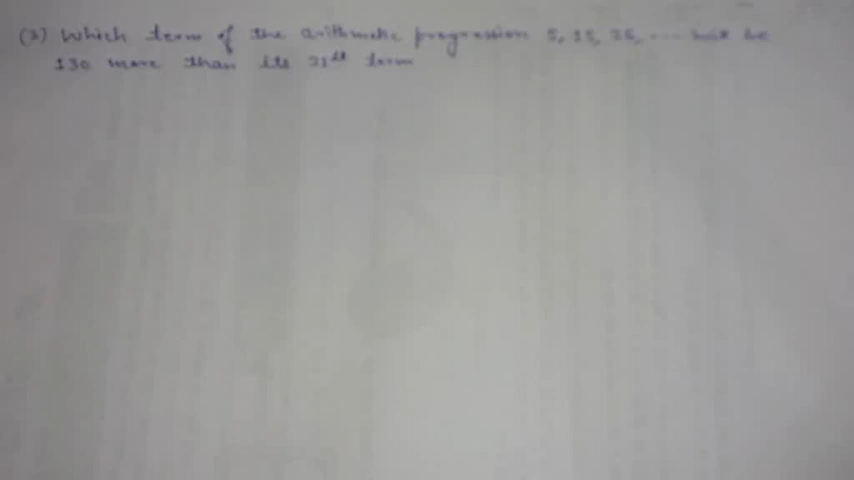 (3) Which term of the arithmetic progression 5, 15, 25, ---- will be
130 more than its 31st term